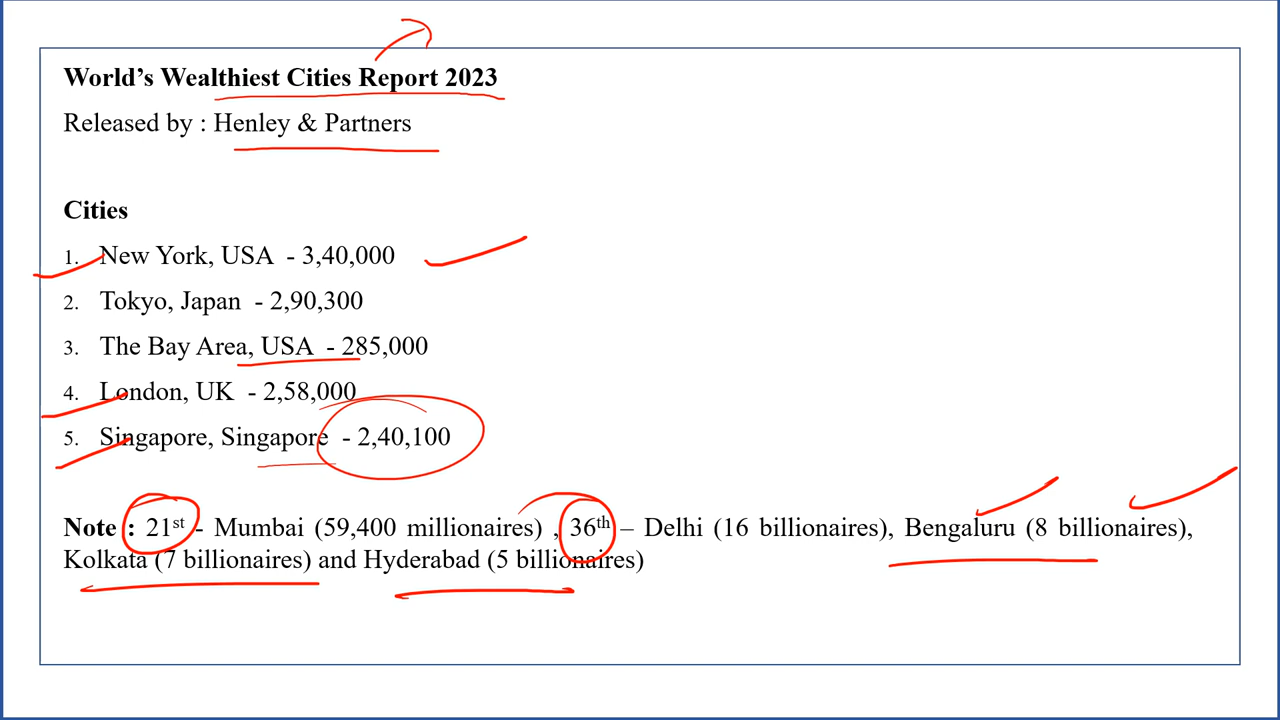 World’s Wealthiest Cities Report 2023
Released by : Henley & Partners
Cities
1. New York, USA - 3,40,000
2. Tokyo, Japan - 2,90,300
3. The Bay Area, USA - 285,000
4. London, UK - 2,58,000
5. Singapore, Singapore - 2,40,100
Note : 21st - Mumbai (59,400 millionaires) , 36th – Delhi (16 billionaires), Bengaluru (8 billionaires),
Kolkata (7 billionaires) and Hyderabad (5 billionaires)